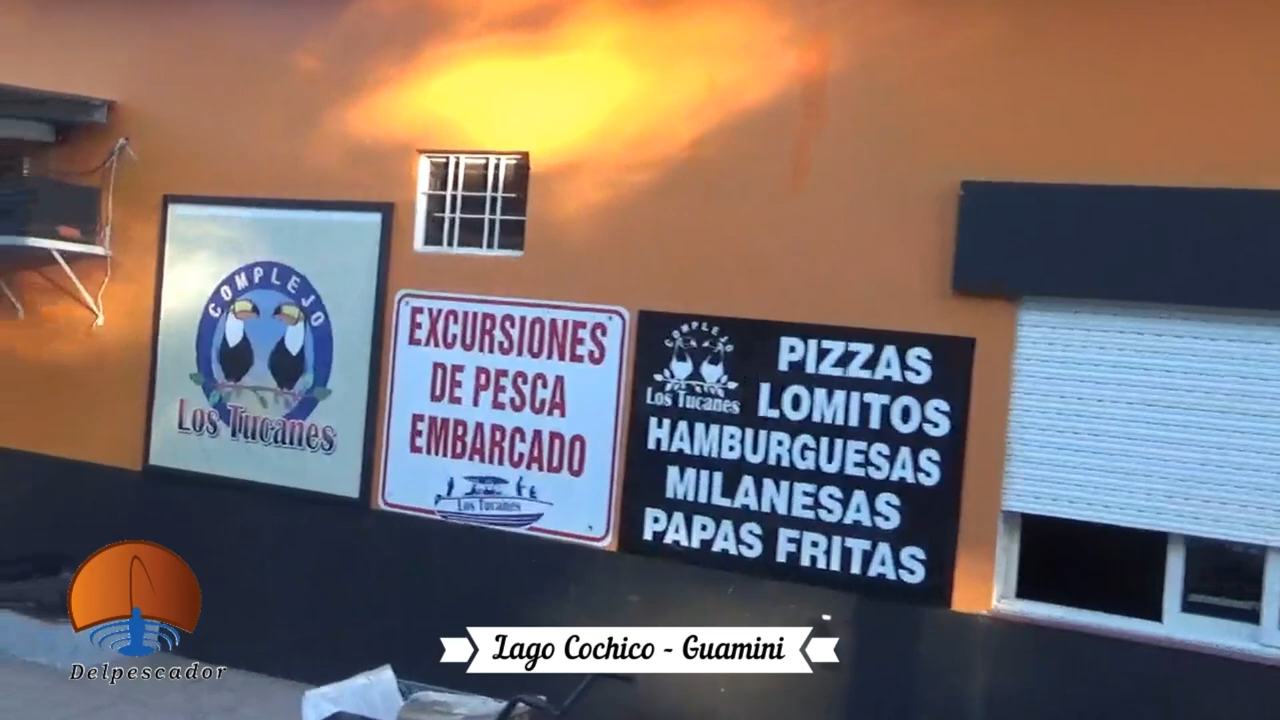 COMPLEJO
Los Tucanes
EXCURSIONES
DE PESCA
EMBARCADO
Los Tucanes
COMPLEJO
Los Tucanes
PIZZAS
LOMITOS
HAMBURGUESAS
MILANESAS
PAPAS FRITAS
Delpescador
Lago Cochico - Guamini